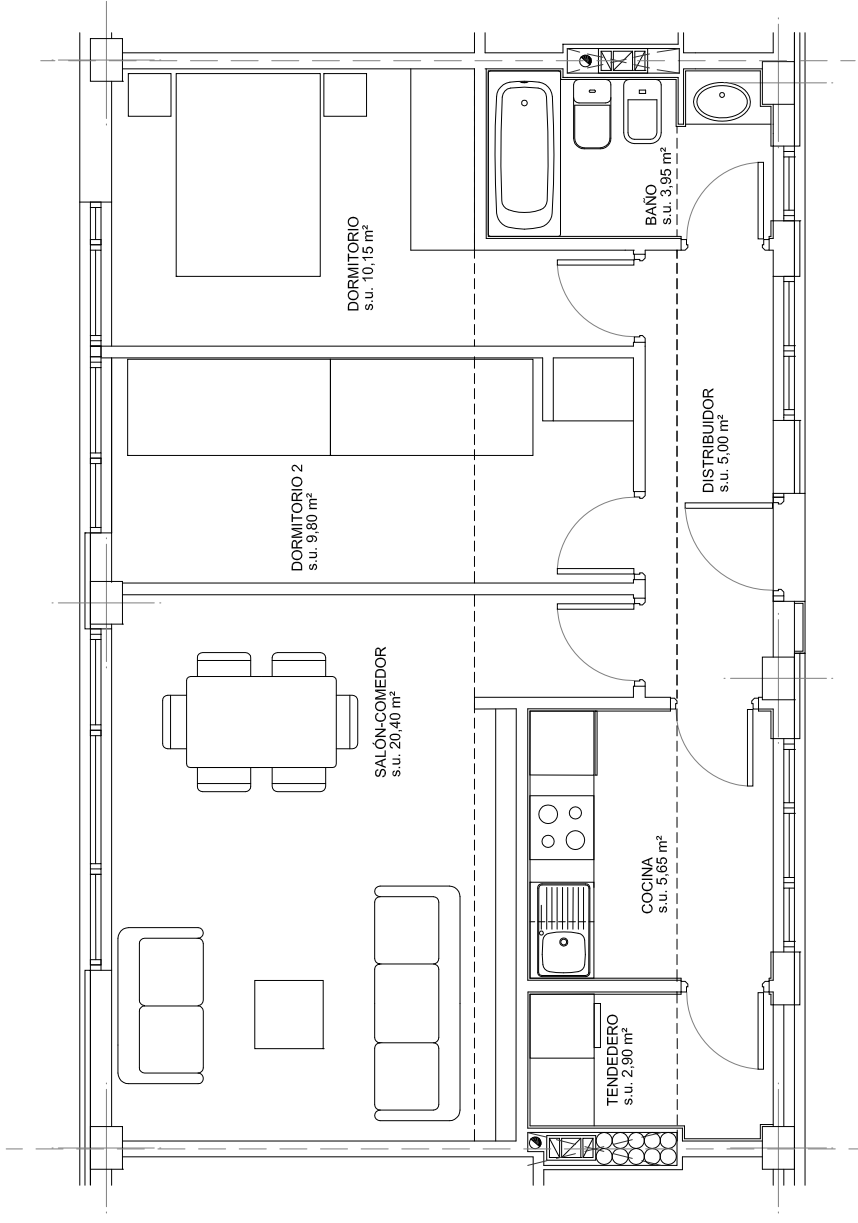 DORMITORIO
s.u. 10,15 m²
BAÑO
s.u. 3,95 m²
DORMITORIO 2
s.u. 9,80 m²
DISTRIBUIDOR
s.u. 5,00 m²
SALÓN-COMEDOR
s.u. 20,40 m²
COCINA
s.u. 5,65 m²
TENDEDERO
s.u. 2,90 m²